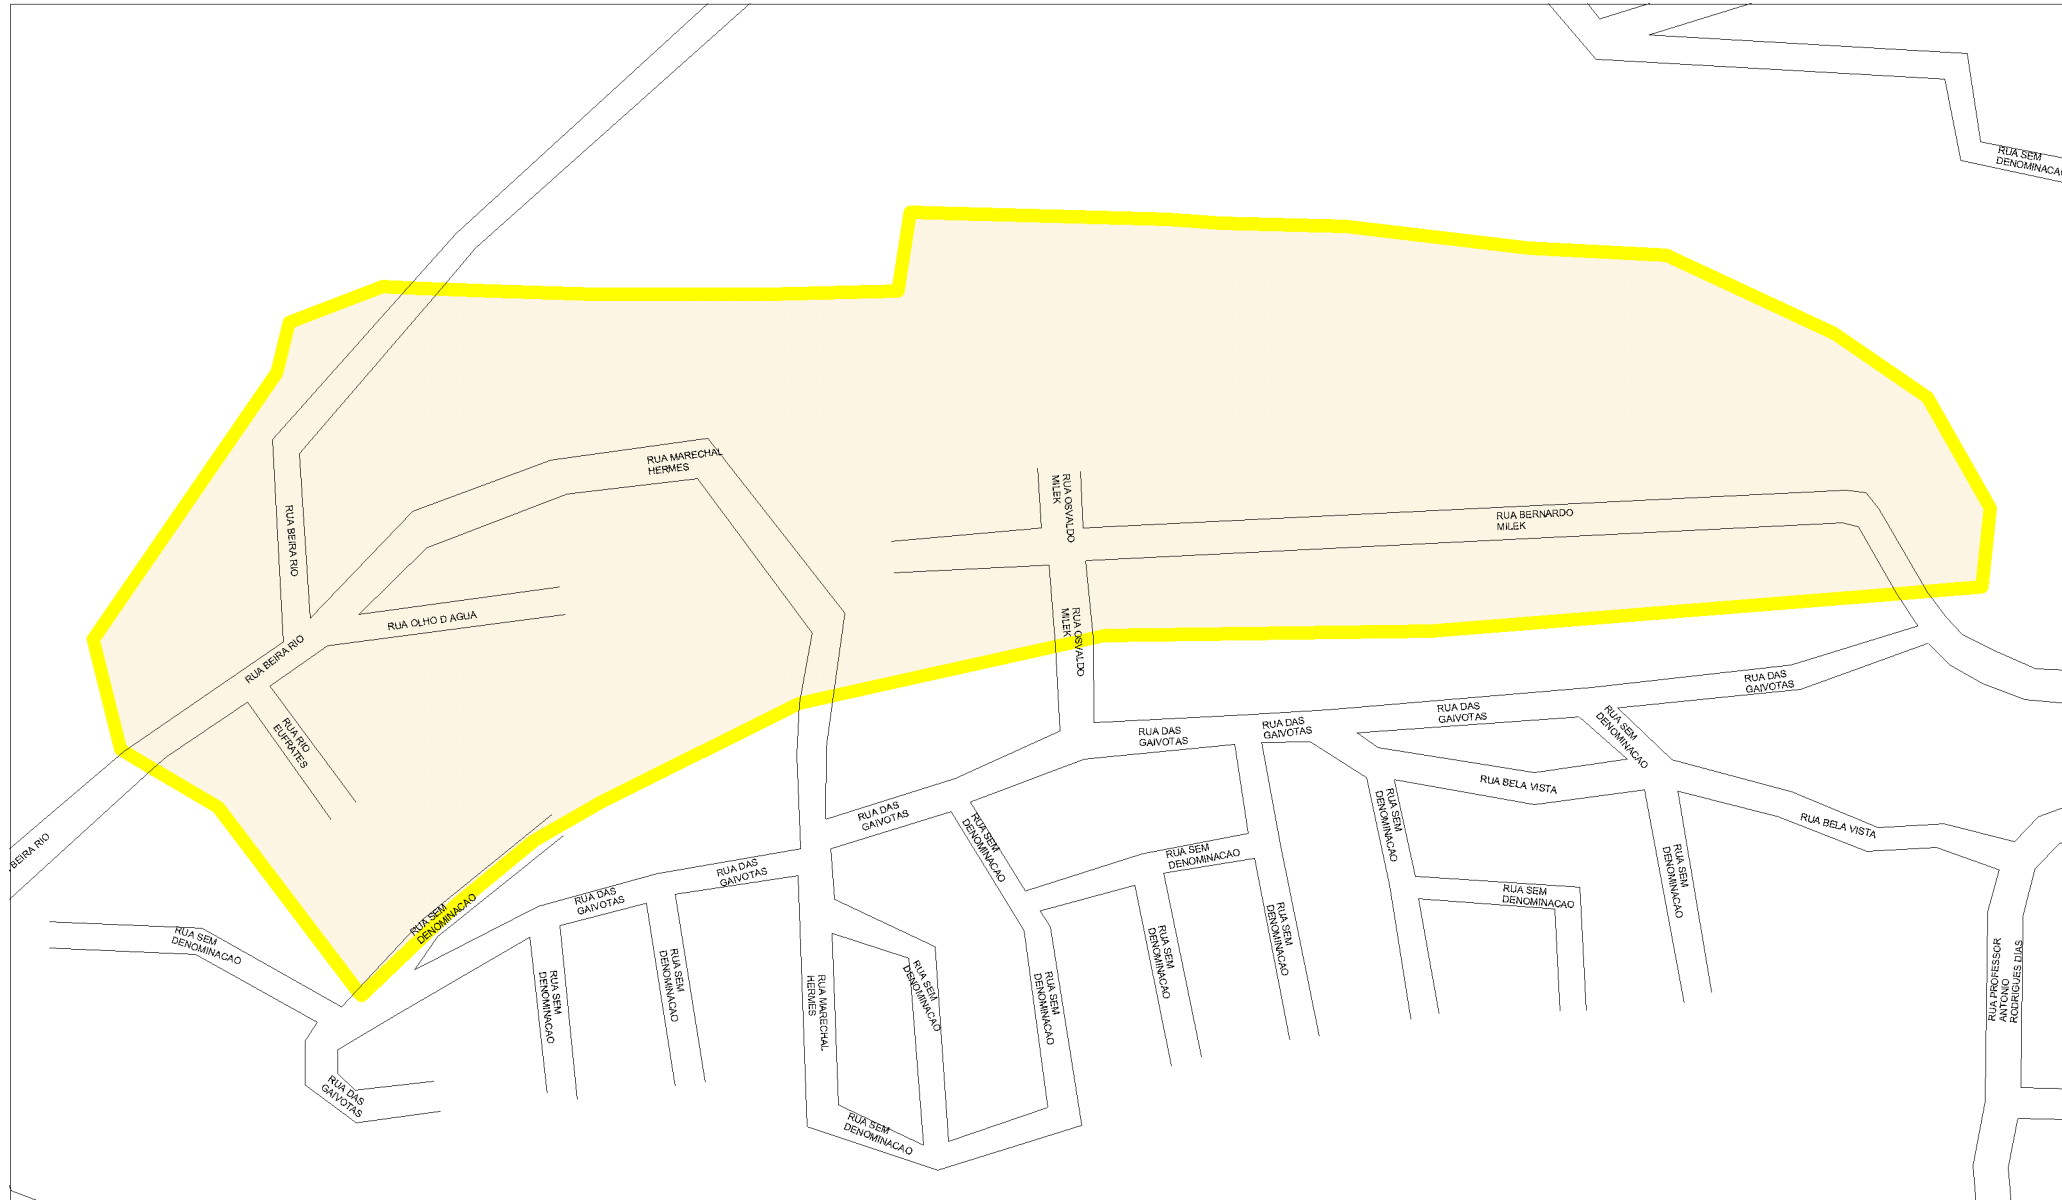 RUA SEM
DENOMINACAO
RUA MARECHAL
HERMES
RUA OSVALDO
MILEK
RUA BERNARDO
MILEK
RUA BEIRA RIO
RUA OLHO D AGUA
RUA BEIRA RIO
RUA OSVALDO
MILEK
RUA RIO
EUFRATES
RUA DAS
GAIVOTAS
RUA DAS
GAIVOTAS
RUA DAS
GAIVOTAS
RUA DAS
GAIVOTAS
RUA SEM
DENOMINACAO
RUA BELA VISTA
RUA BELA VISTA
RUA DAS
GAIVOTAS
BEIRA RIO
RUA SEM
DENOMINACAO
RUA SEM
DENOMINACAO
RUA SEM
DENOMINACAO
RUA SEM
DENOMINACAO
RUA DAS
GAIVOTAS
RUA DAS
GAIVOTAS
RUA SEM
DENOMINACAO
RUA SEM
DENOMINACAO
RUA SEM
DENOMINACAO
RUA SEM
DENOMINACAO
RUA SEM
DENOMINACAO
RUA SEM
DENOMINACAO
RUA SEM
DENOMINACAO
RUA SEM
DENOMINACAO
RUA MARECHAL
HERMES
RUA SEM
DENOMINACAO
RUA SEM
DENOMINACAO
RUA PROFESSOR
ANTONIO
RODRIGUES DIAS
RUA DAS
GAIVOTAS
RUA SEM
DENOMINACAO